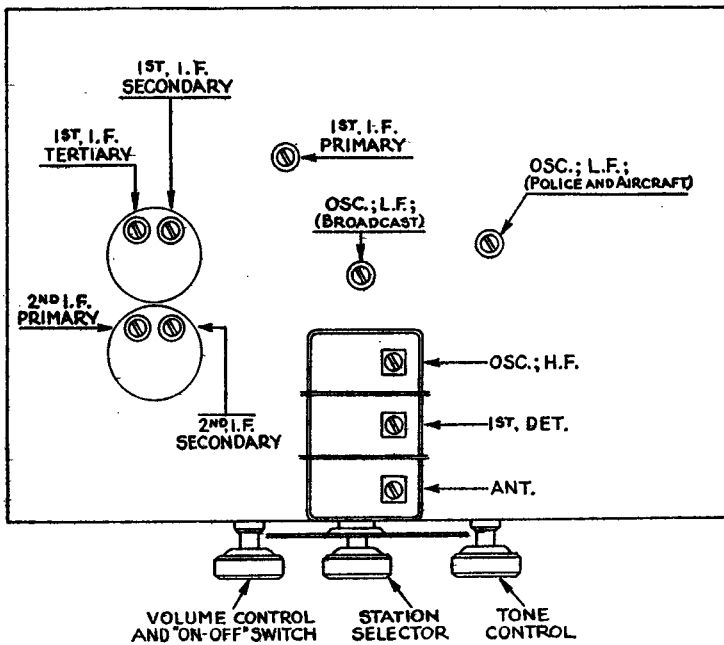 1ST, I.F.
SECONDARY
1ST, I.F.
TERTIARY
1ST, I.F.
PRIMARY
OSC.; L.F.;
(POLICE AND AIRCRAFT)
OSC.; L.F.;
(BROADCAST)
2ND I.F.
PRIMARY
OSC.; H.F.
2ND, I.F.
SECONDARY
1ST, DET.
ANT.
VOLUME CONTROL
AND "ON-OFF" SWITCH
STATION
SELECTOR
TONE
CONTROL